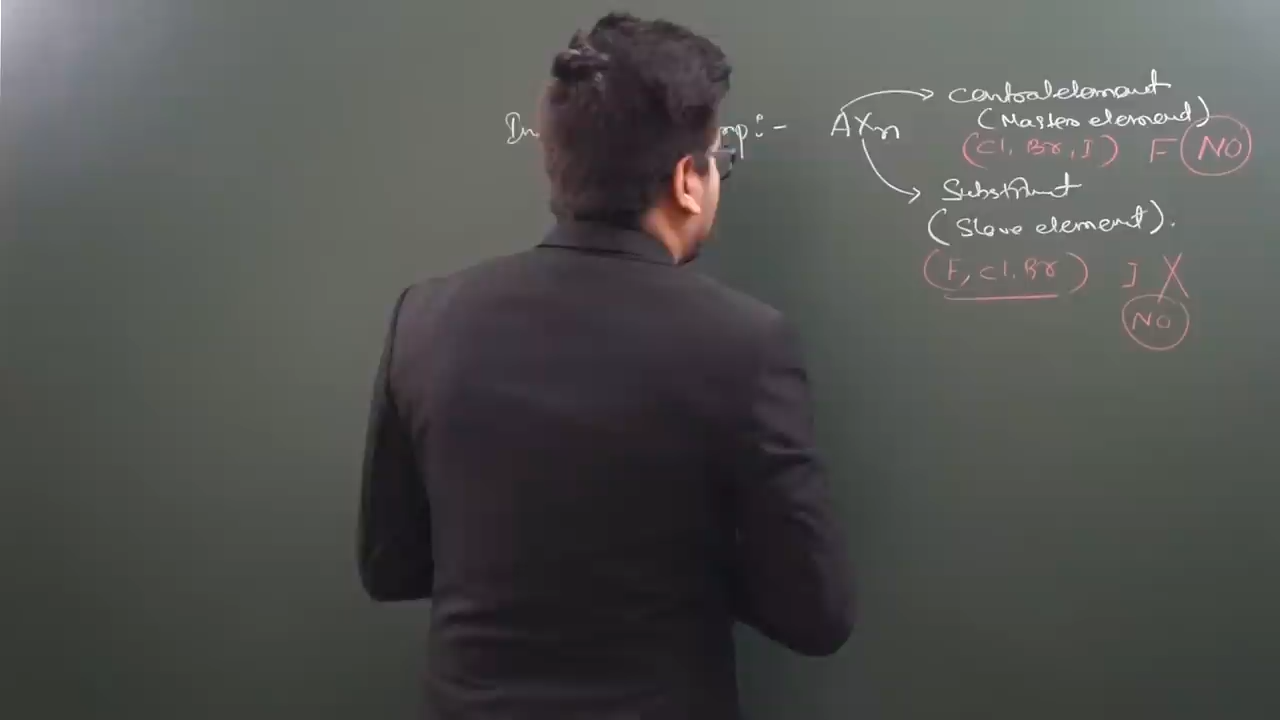 AXn
Central element
(Master element)
(Cl, Br, I) F NO
Substituent
(Slave element).
(F, Cl, Br) I X
NO